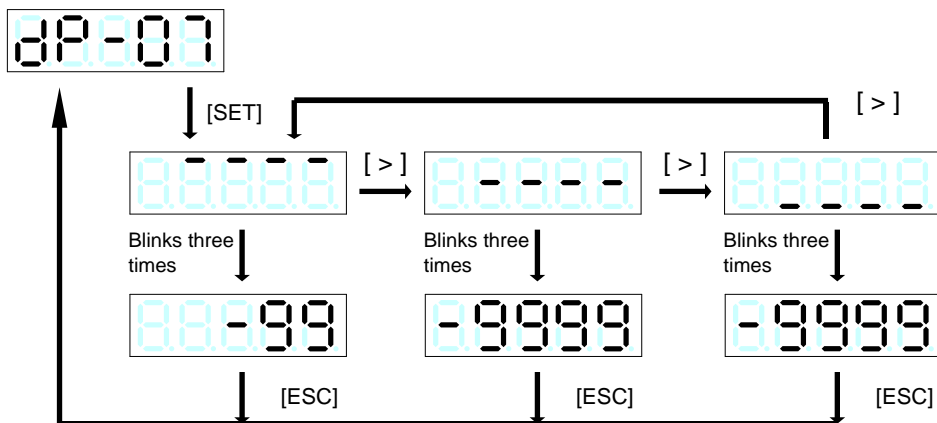 dP-07
[SET]
[ > ]
[ > ]
[ > ]
- - - -
- - - -
_ _ _ _
Blinks three
times
Blinks three
times
Blinks three
times
-99
-9999
-9999
[ESC]
[ESC]
[ESC]